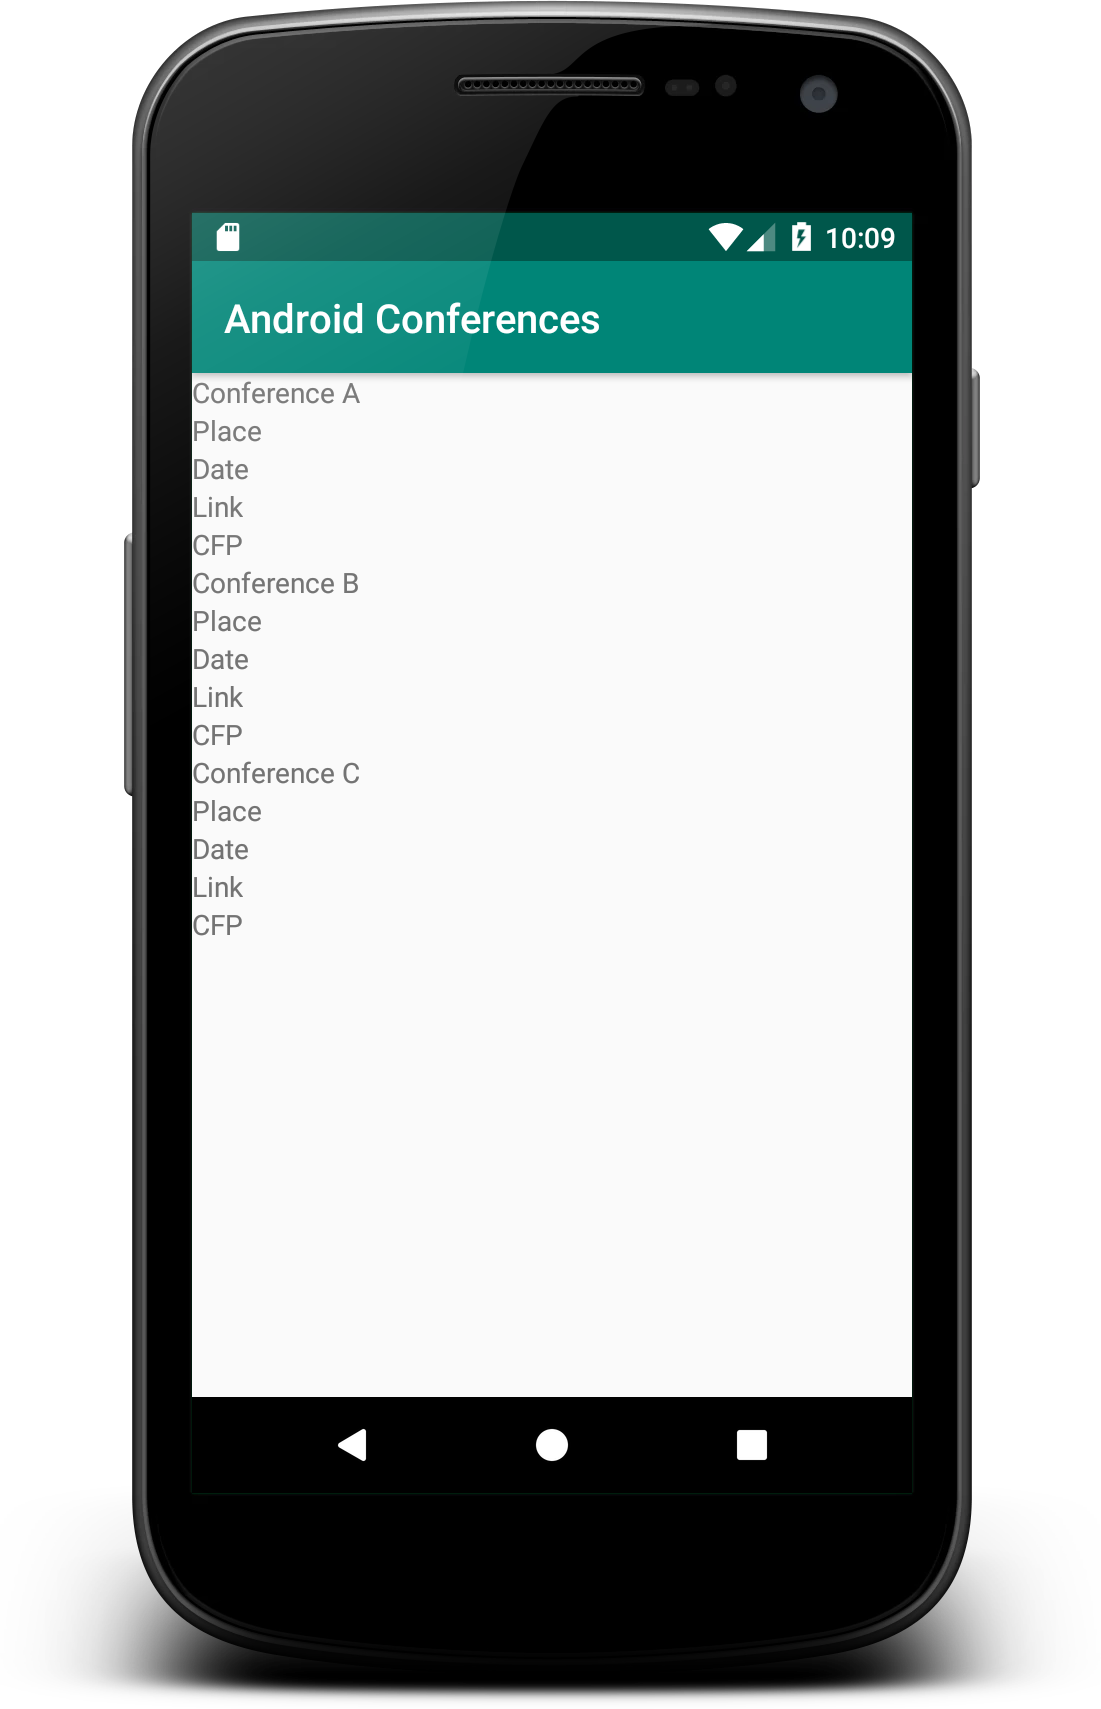 10:09
Android Conferences
Conference A
Place
Date
Link
CFP
Conference B
Place
Date
Link
CFP
Conference C
Place
Date
Link
CFP